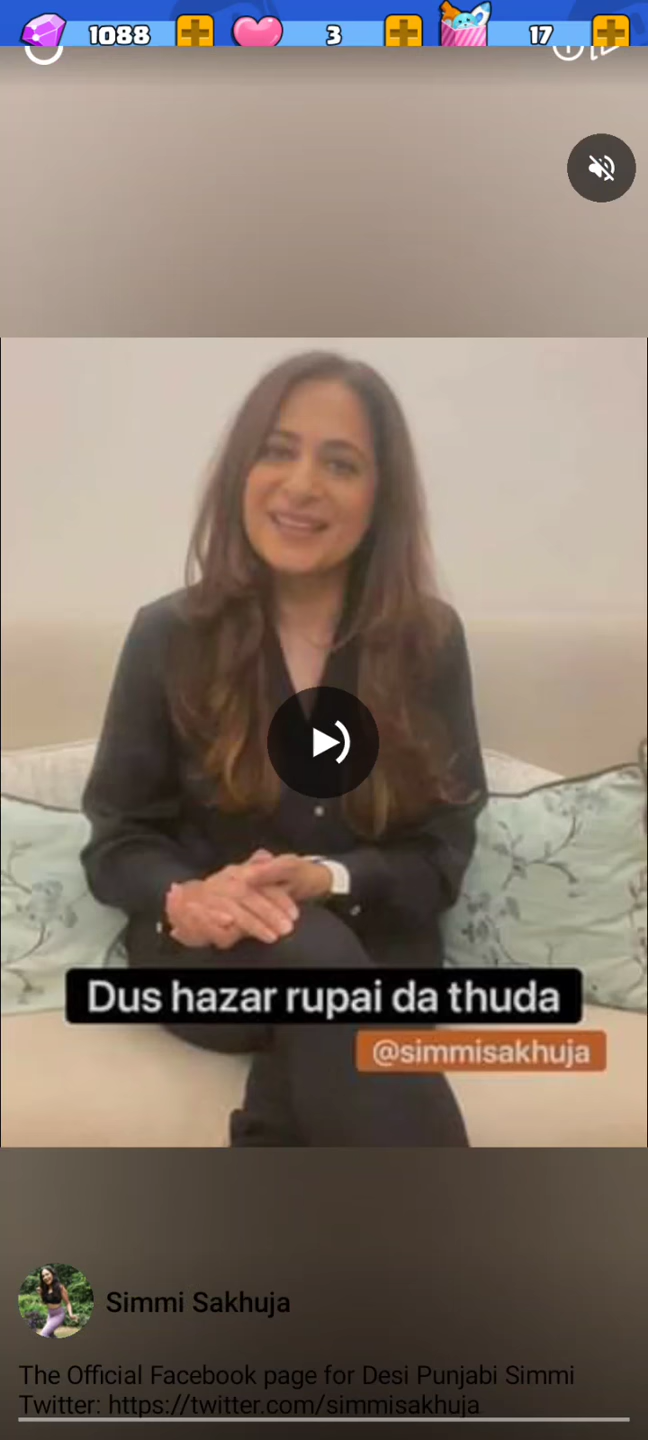 1088
3
17
Dus hazar rupai da thuda
@simmisakhuja
Simmi Sakhuja
The Official Facebook page for Desi Punjabi Simmi
Twitter: https://twitter.com/simmisakhuja